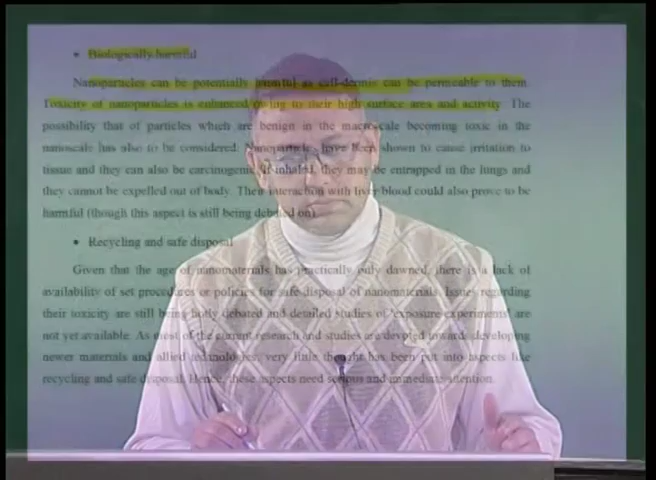 • Biologically harmful
Nanoparticles can be potentially harmful as cell-dermis can be permeable to them.
Toxicity of nanoparticles is enhanced owing to their high surface area and activity. The
possibility that of particles which are benign in the macroscale becoming toxic in the
nanoscale has also to be considered. Nanoparticles have been shown to cause irritation to
tissue and they can also be carcinogenic. If inhaled, they may be entrapped in the lungs and
they cannot be expelled out of body. Their interaction with liver blood could also prove to be
harmful (though this aspect is still being debated on).
• Recycling and safe disposal
Given that the age of nanomaterials has practically only dawned, there is a lack of
availability of set procedures or policies for safe disposal of nanomaterials. Issues regarding
their toxicity are still being hotly debated and detailed studies of exposure experiments are
not yet available. As most of the current research and studies are devoted towards developing
newer materials and allied technologies, very little thought has been put into aspects like
recycling and safe disposal. Hence, these aspects need serious and immediate attention.